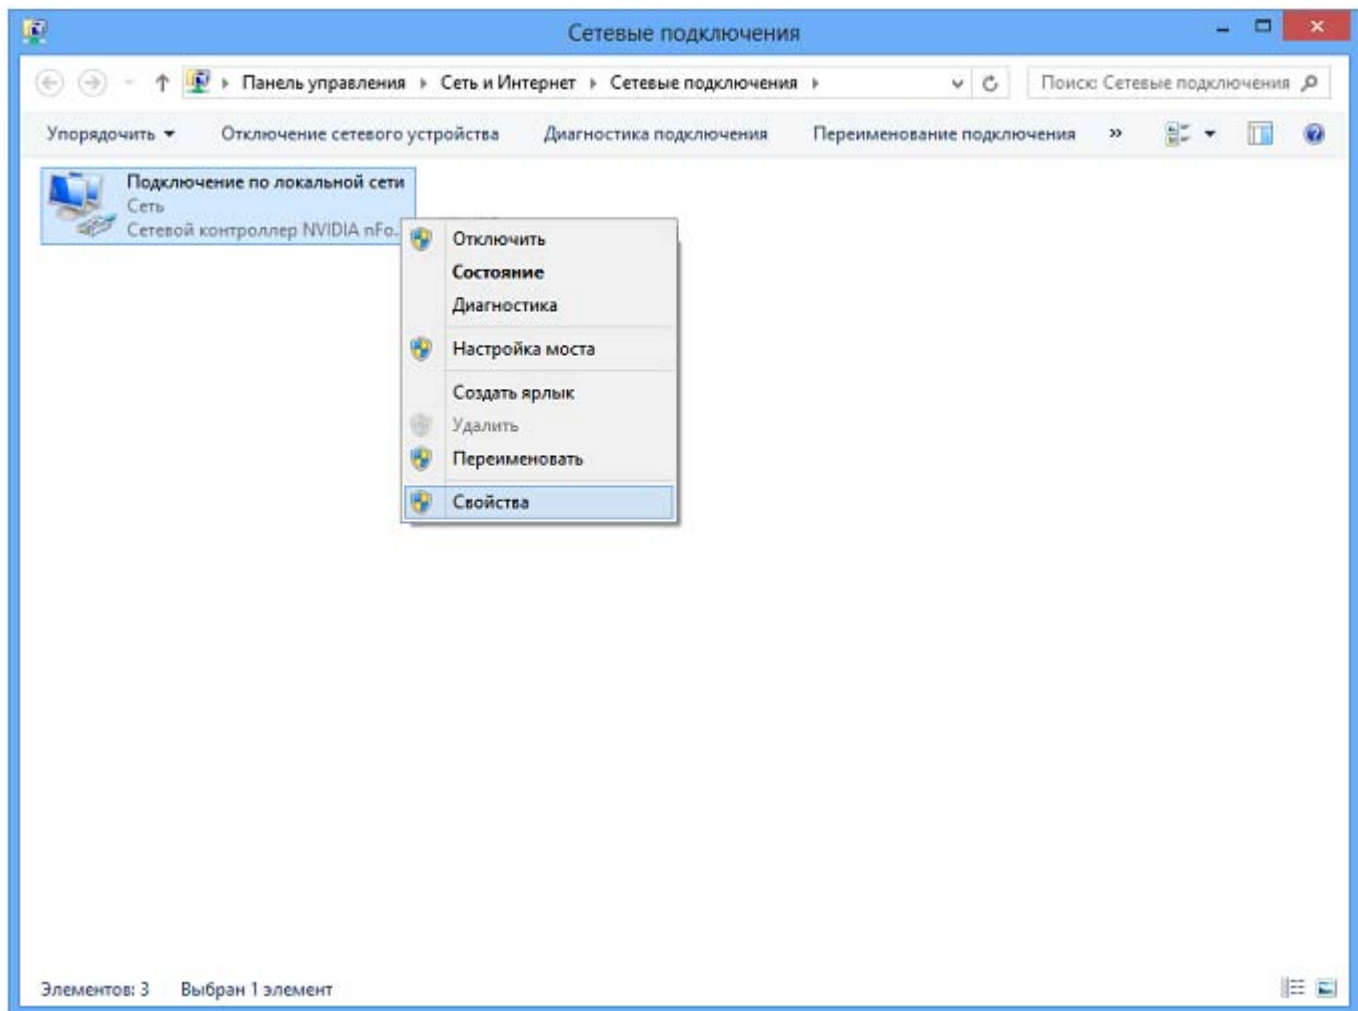 Сетевые подключения
Панель управления Сеть и Интернет Сетевые подключения Поиск: Сетевые подключения
Упорядочить Отключение сетевого устройства Диагностика подключения Переименование подключения »
Подключение по локальной сети
Сеть
Сетевой контроллер NVIDIA nFo...
Отключить
Состояние
Диагностика
Настройка моста
Создать ярлык
Удалить
Переименовать
Свойства
Элементов: 3 Выбран 1 элемент